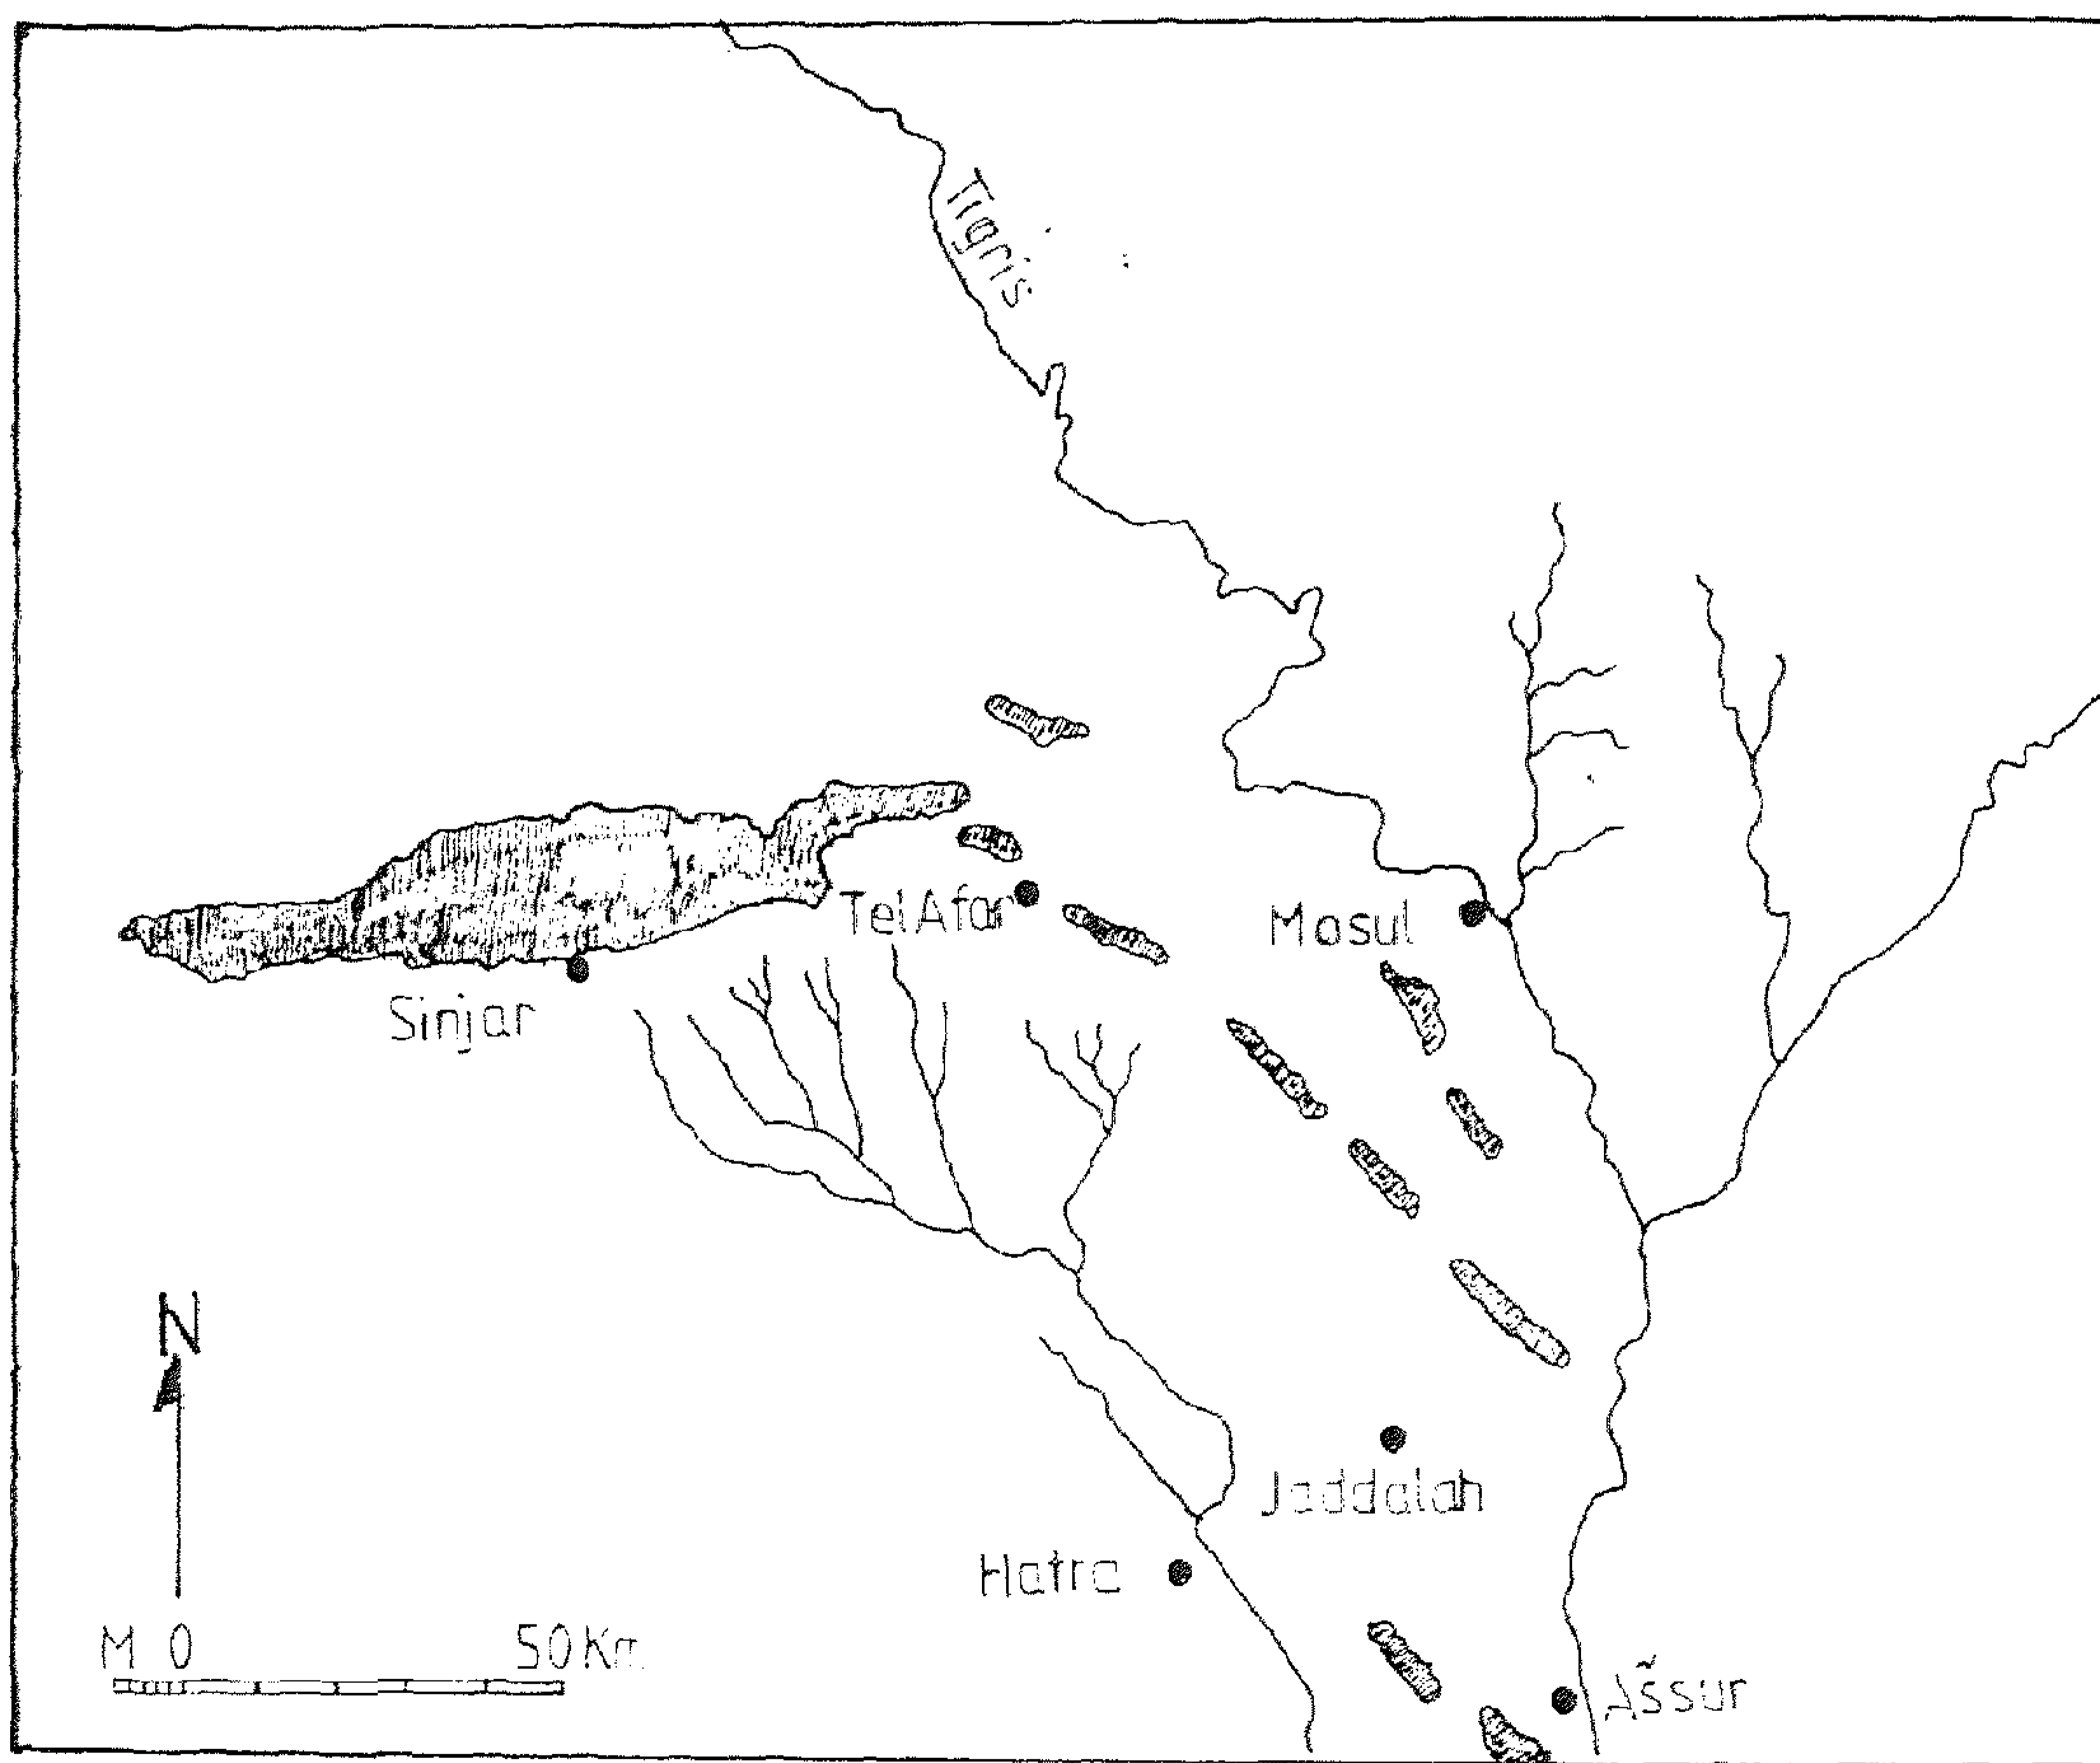 Tigris
Tel Afar
Mosul
Sinjar
Jaddalah
Hatra
N
M 0 50 Km
Aššur